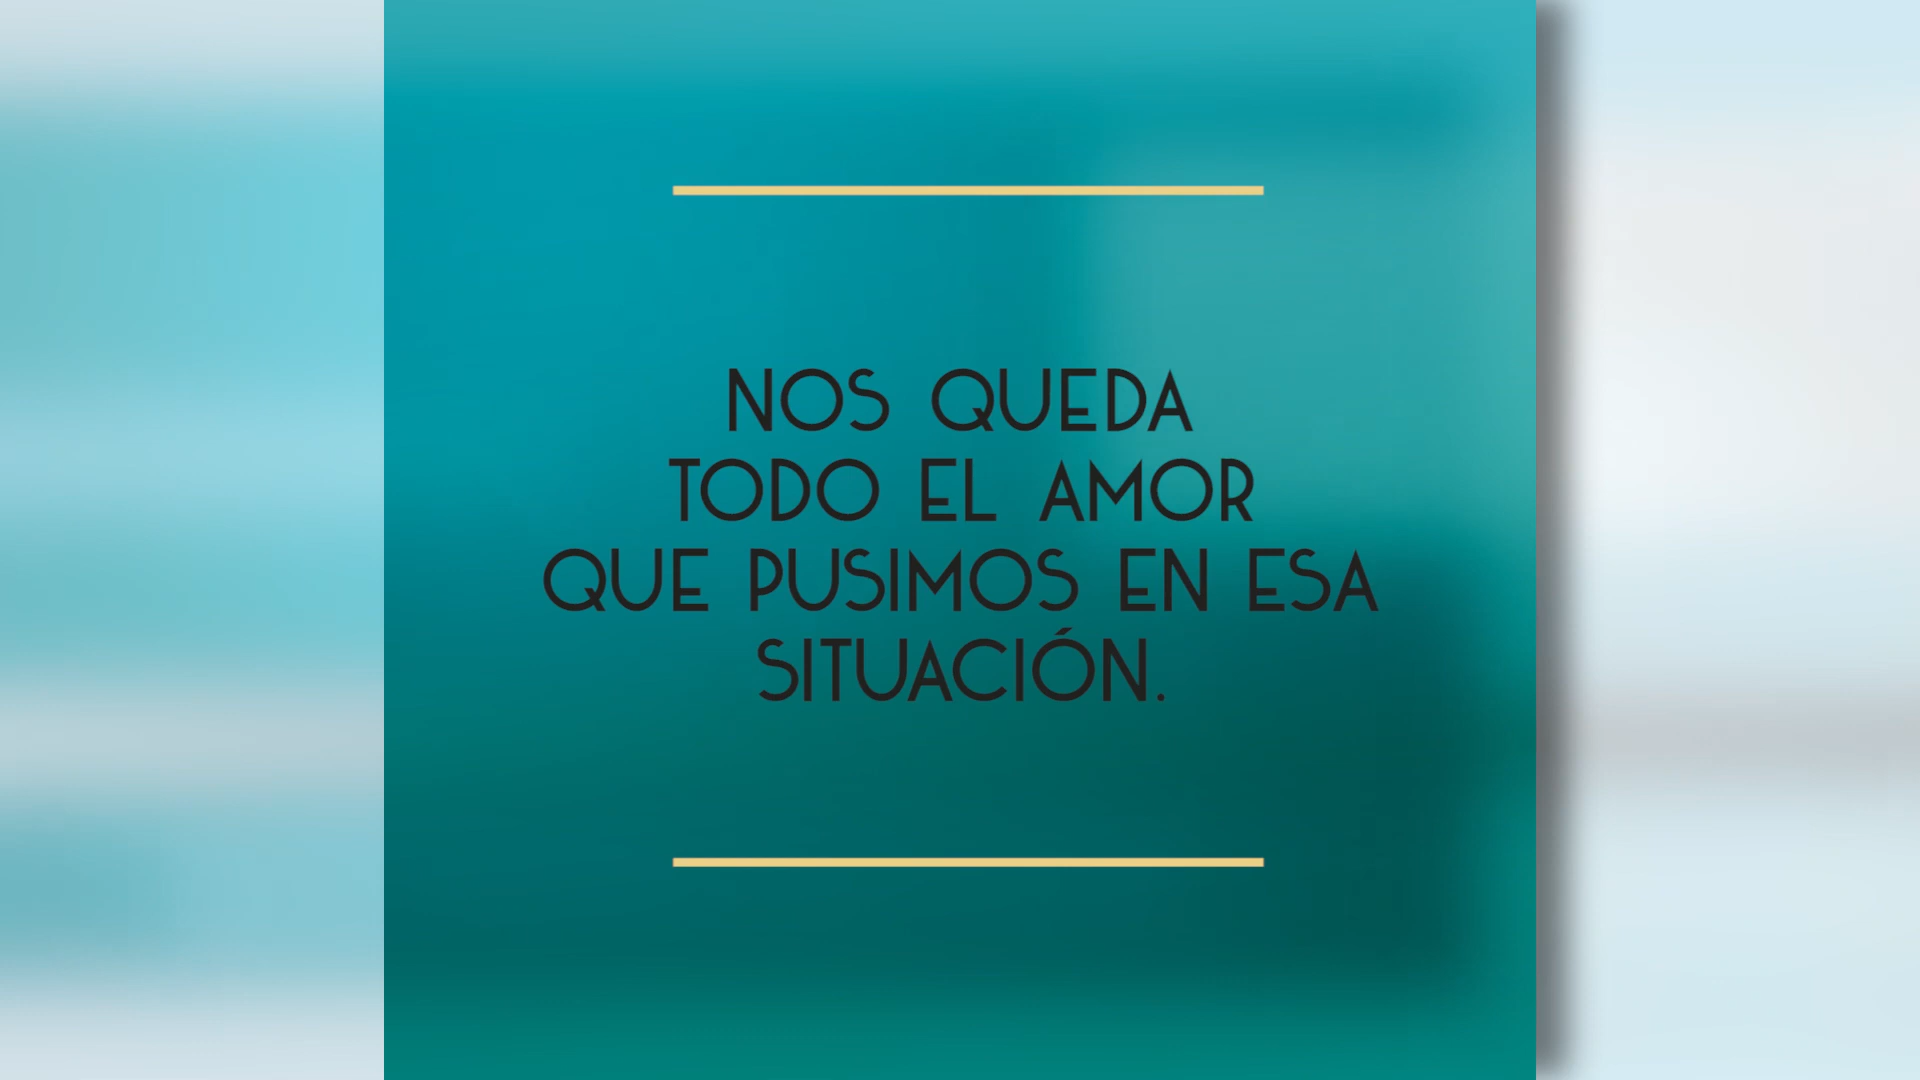 NOS QUEDA
TODO EL AMOR
QUE PUSIMOS EN ESA
SITUACIÓN.